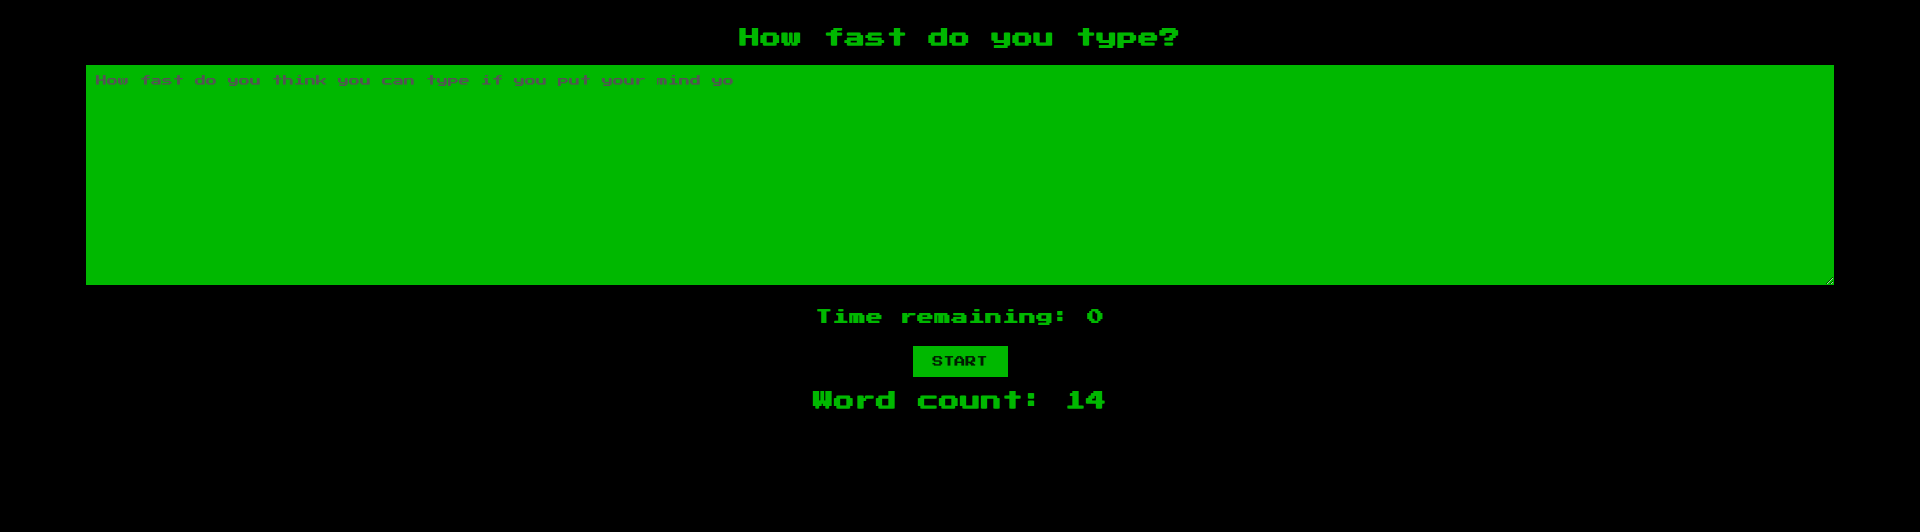 How fast do you type?
How fast do you think you can type if you put your mind yo
Time remaining: 0
START
Word count: 14